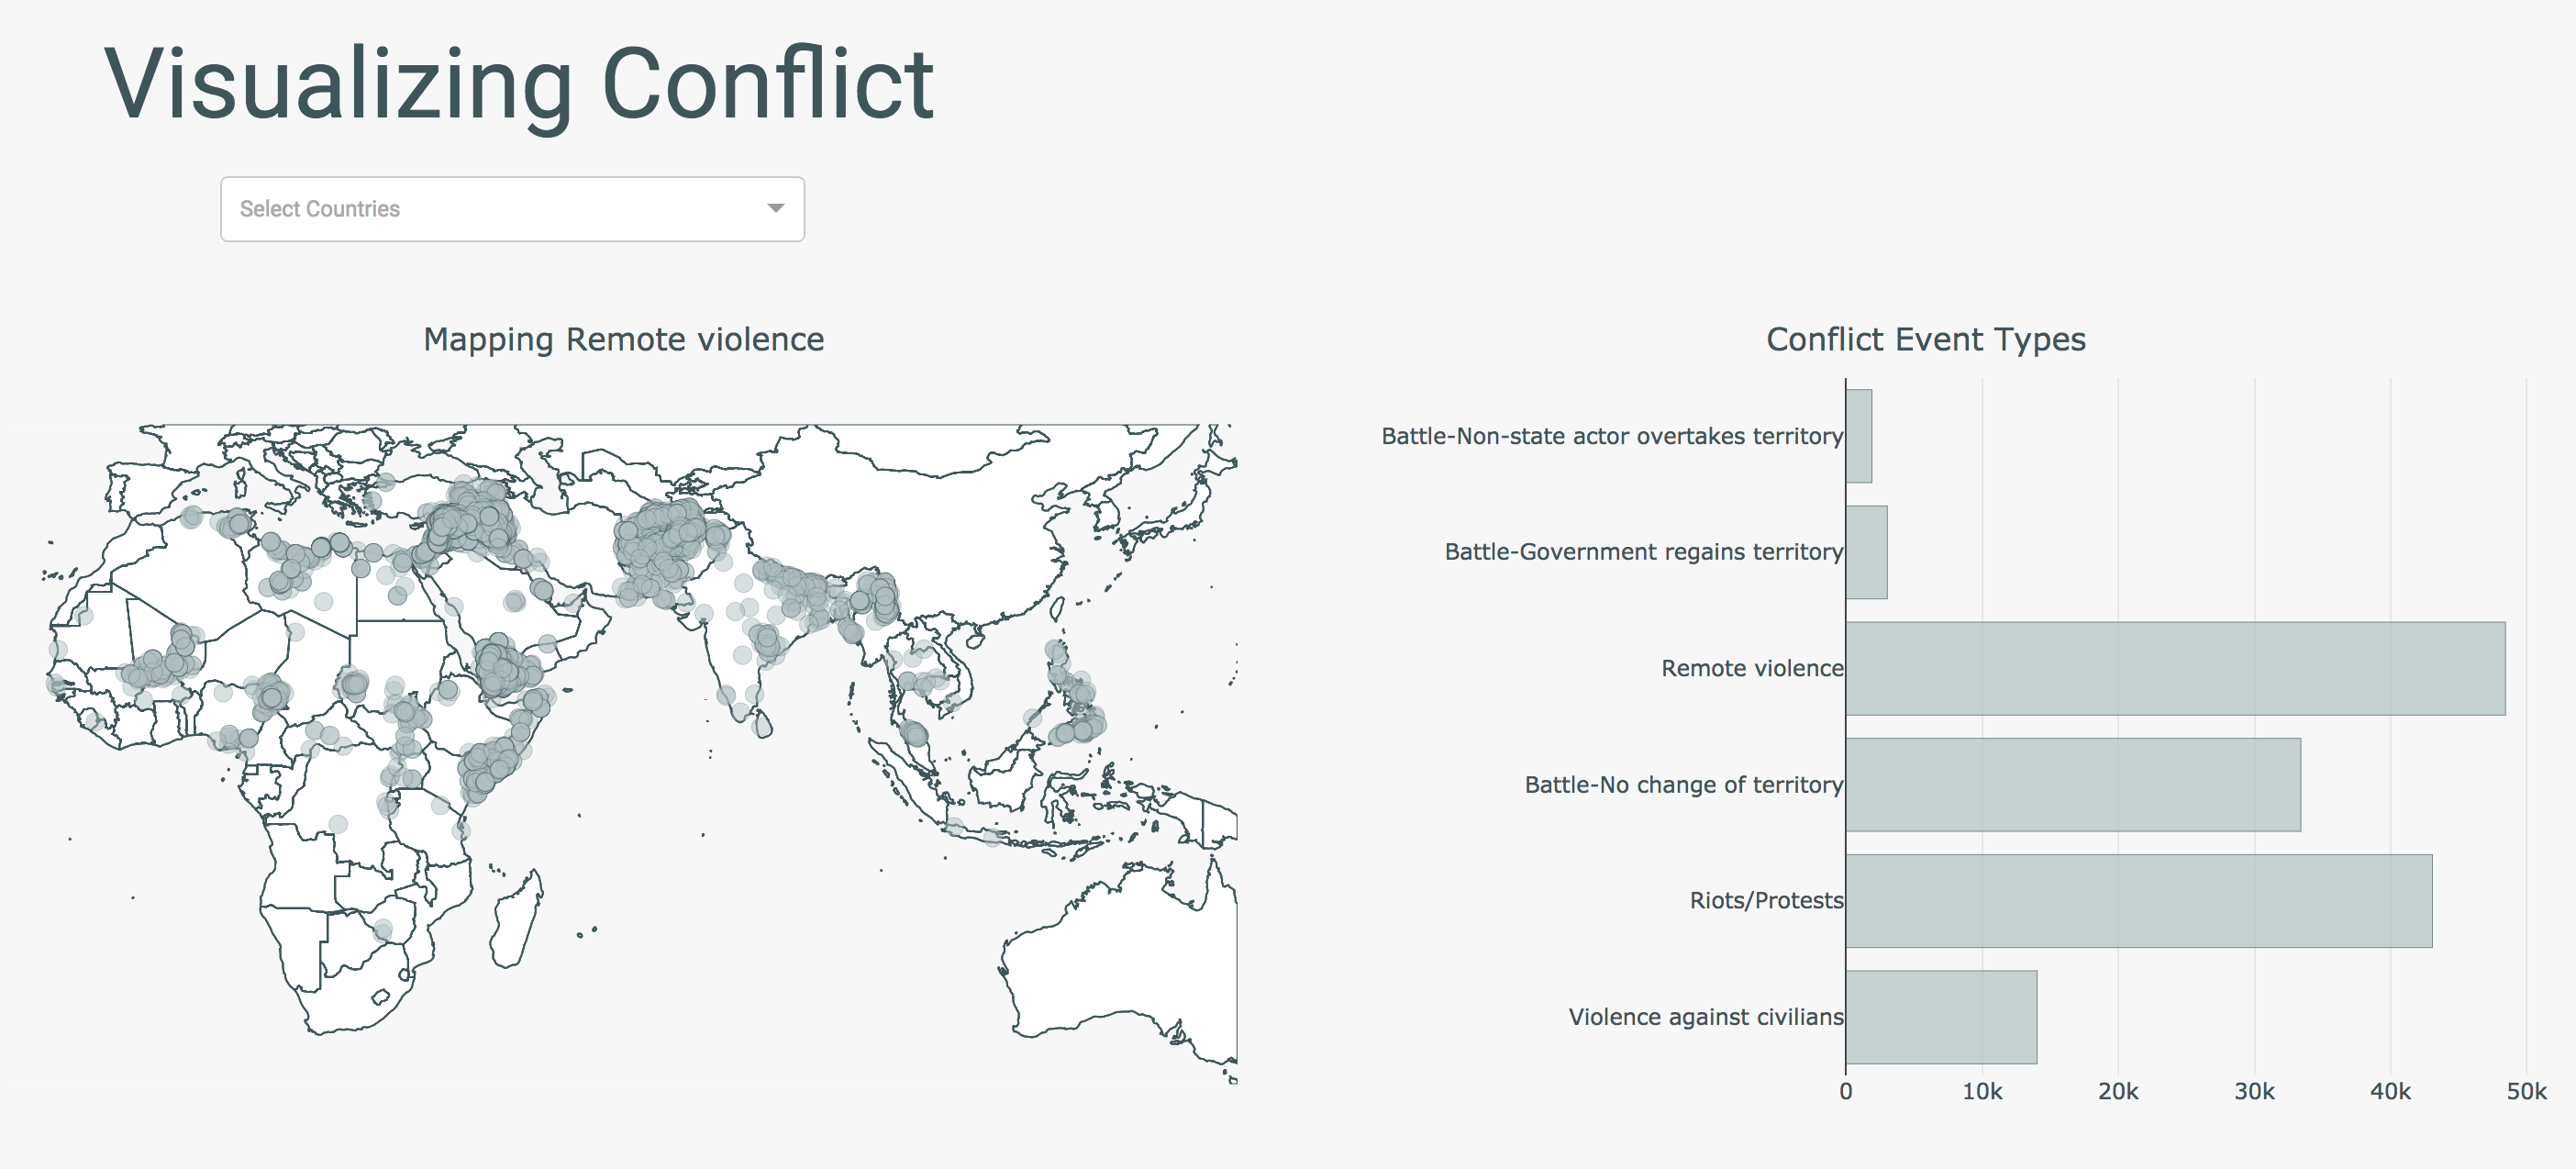 Visualizing Conflict
Select Countries
Mapping Remote violence
Conflict Event Types
Battle-Non-state actor overtakes territory
Battle-Government regains territory
Remote violence
Battle-No change of territory
Riots/Protests
Violence against civilians
0 10k 20k 30k 40k 50k